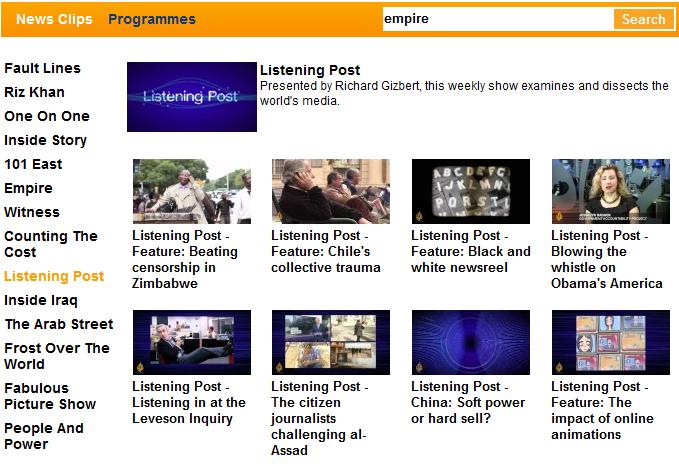 News Clips Programmes
empire
Search
Fault Lines
Riz Khan
One On One
Inside Story
101 East
Empire
Witness
Counting The
Cost
Listening Post
Inside Iraq
The Arab Street
Frost Over The
World
Fabulous
Picture Show
People And
Power
Listening Post
Listening Post
Presented by Richard Gizbert, this weekly show examines and dissects the
world's media.
Listening Post -
Feature: Beating
censorship in
Zimbabwe
Listening Post -
Feature: Chile's
collective trauma
A B C D E F G
I J K L M N
P O R S T
Listening Post -
Feature: Black and
white newsreel
GOVERNMENT ACCOUNTABILITY PROJECT
Listening Post -
Blowing the
whistle on
Obama's America
Listening Post -
Listening in at the
Leveson Inquiry
Listening Post -
The citizen
journalists
challenging al-
Assad
Listening Post -
China: Soft power
or hard sell?
Listening Post -
Feature: The
impact of online
animations